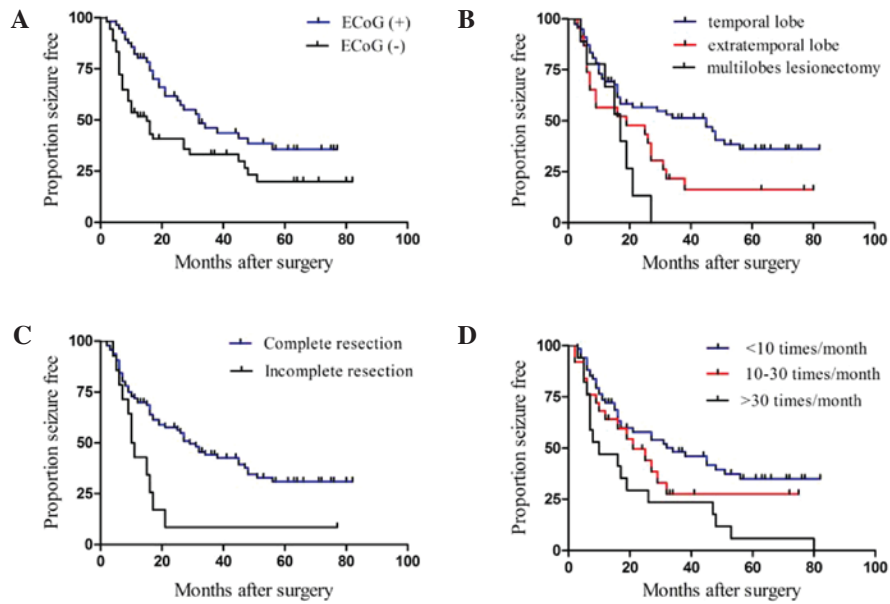 A
Proportion seizure free
100
75
50
25
0
ECoG (+)
ECoG (-)
0 20 40 60 80 100
Months after surgery
B
Proportion seizure free
100
75
50
25
0
temporal lobe
extratemporal lobe
multilobes lesionectomy
0 20 40 60 80 100
Months after surgery
C
Proportion seizure free
100
75
50
25
0
Complete resection
Incomplete resection
0 20 40 60 80 100
Months after surgery
D
Proportion seizure free
100
75
50
25
0
<10 times/month
10-30 times/month
>30 times/month
0 20 40 60 80 100
Months after surgery